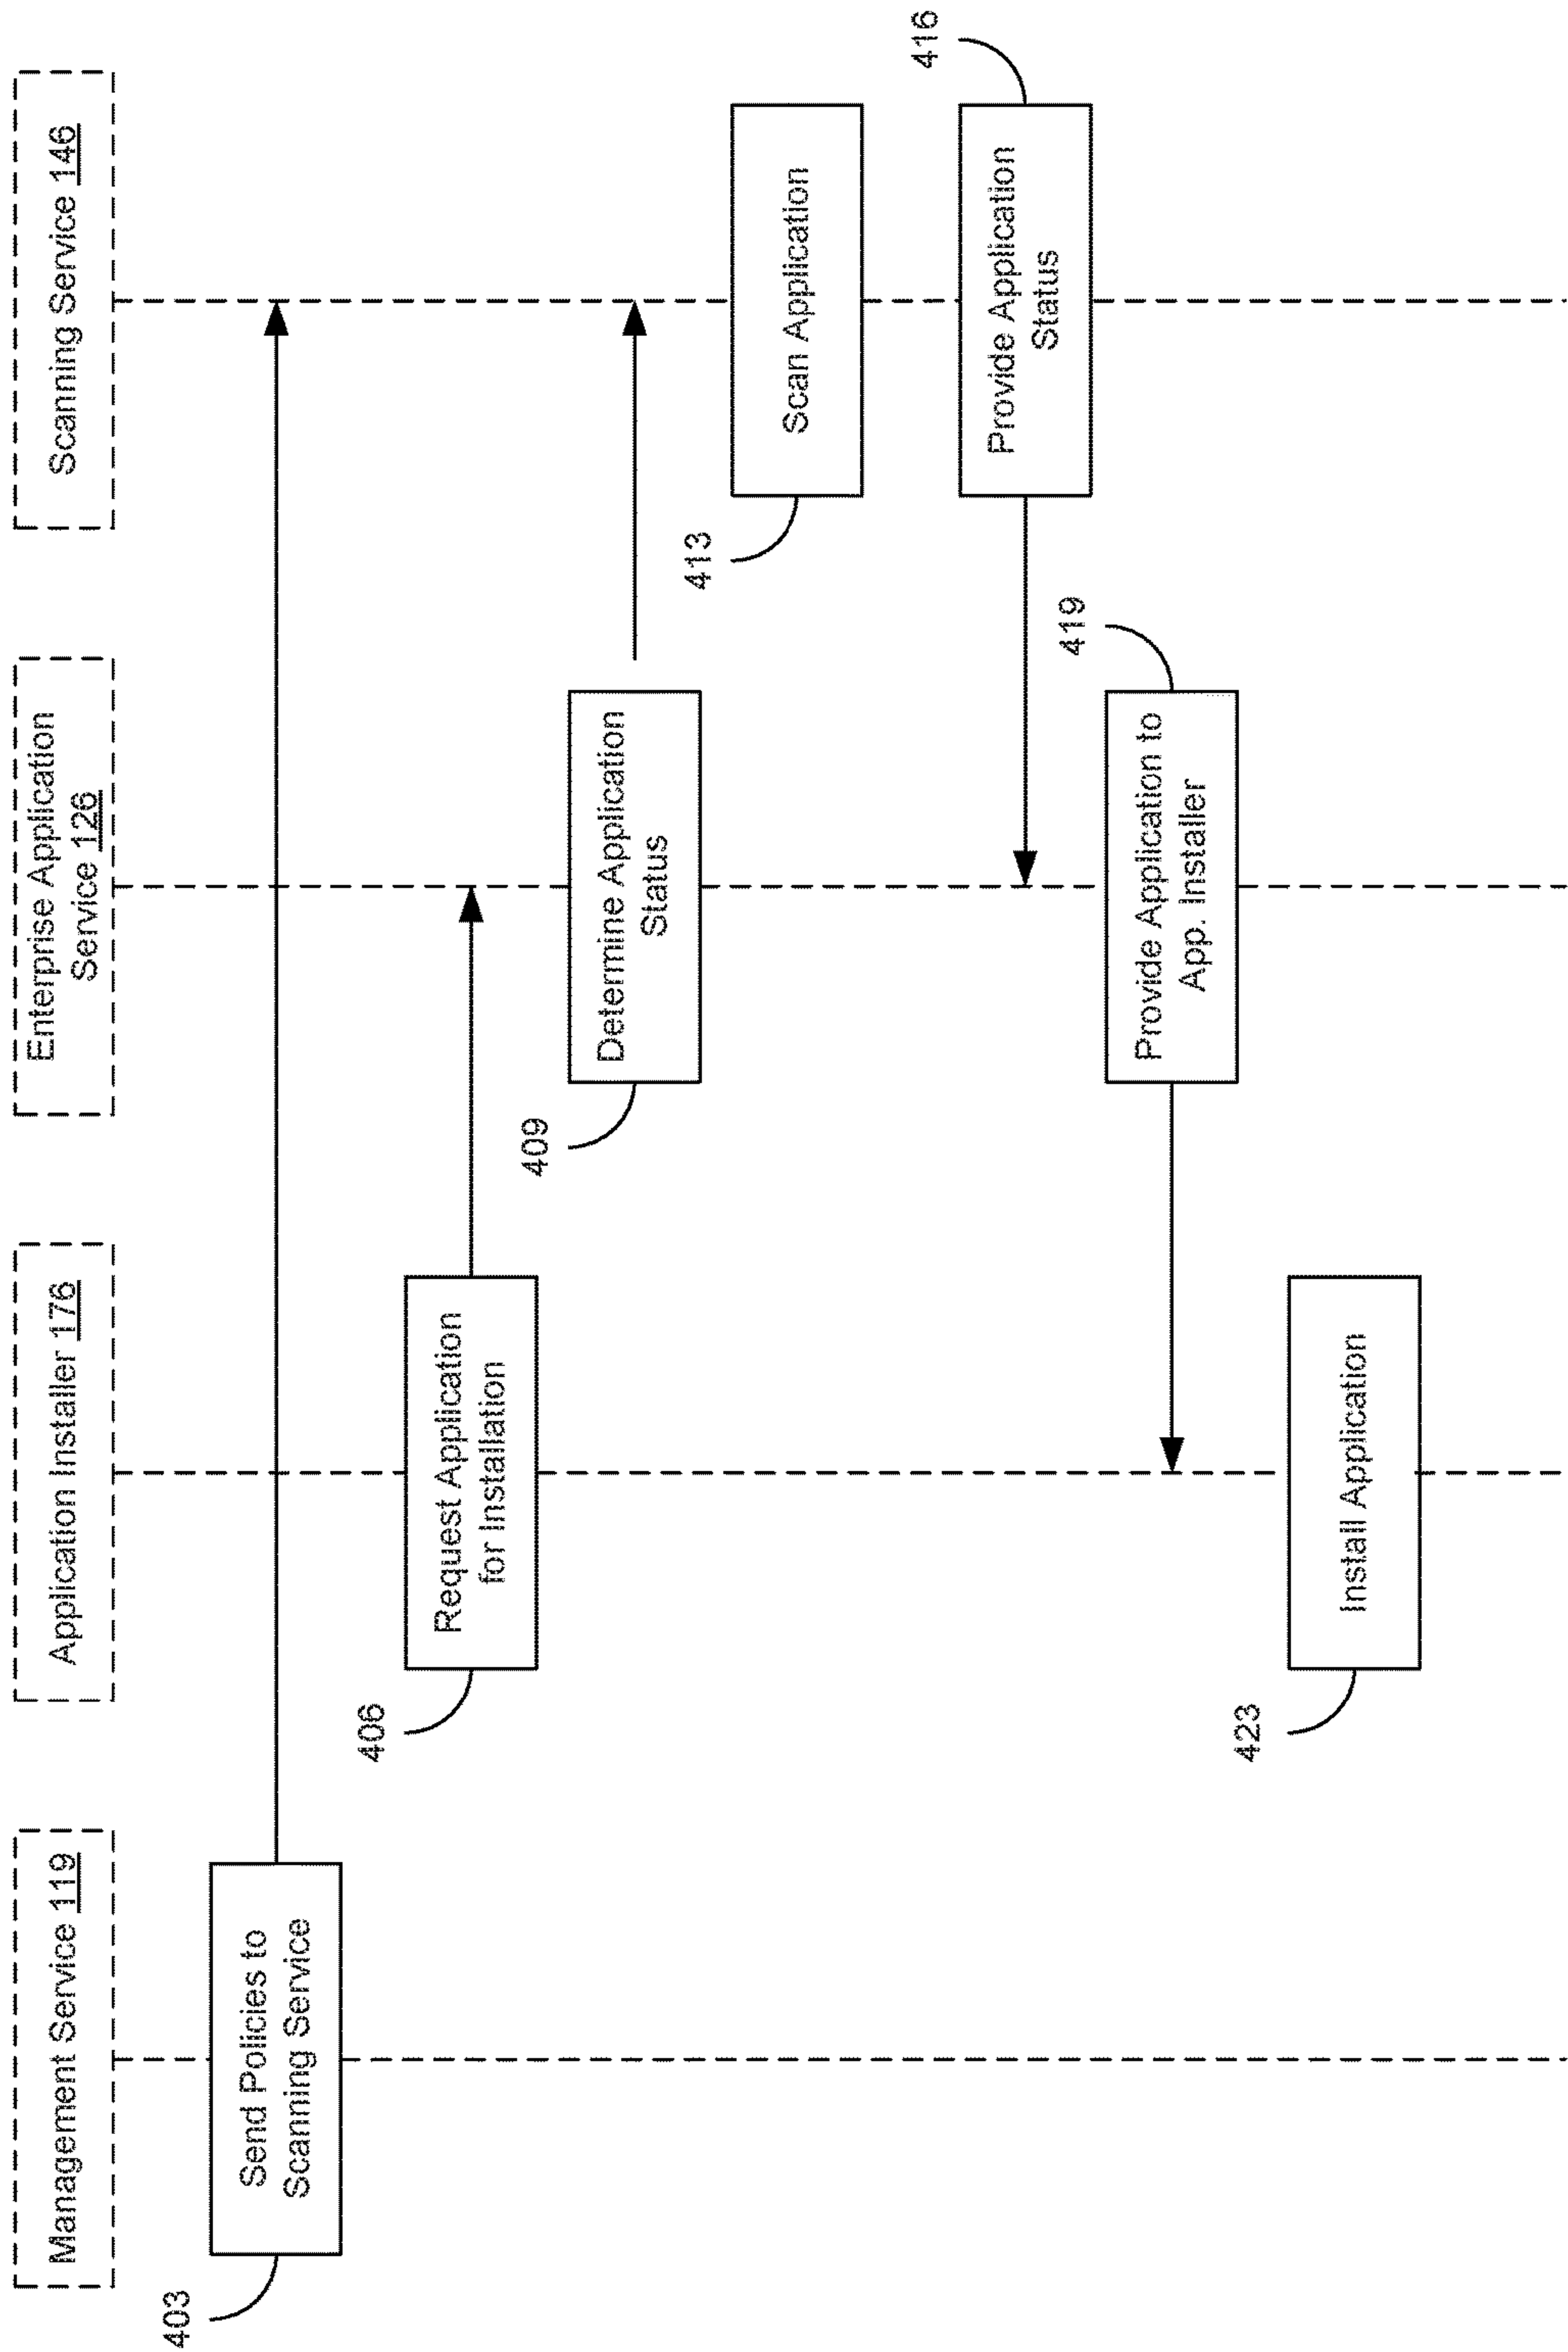 Management Service 119
Application Installer 176
Enterprise Application
Service 126
Scanning Service 146
403
Send Policies to
Scanning Service
406
Request Application
for Installation
409
Determine Application
Status
413
Scan Application
416
Provide Application
Status
419
Provide Application to
App. Installer
423
Install Application